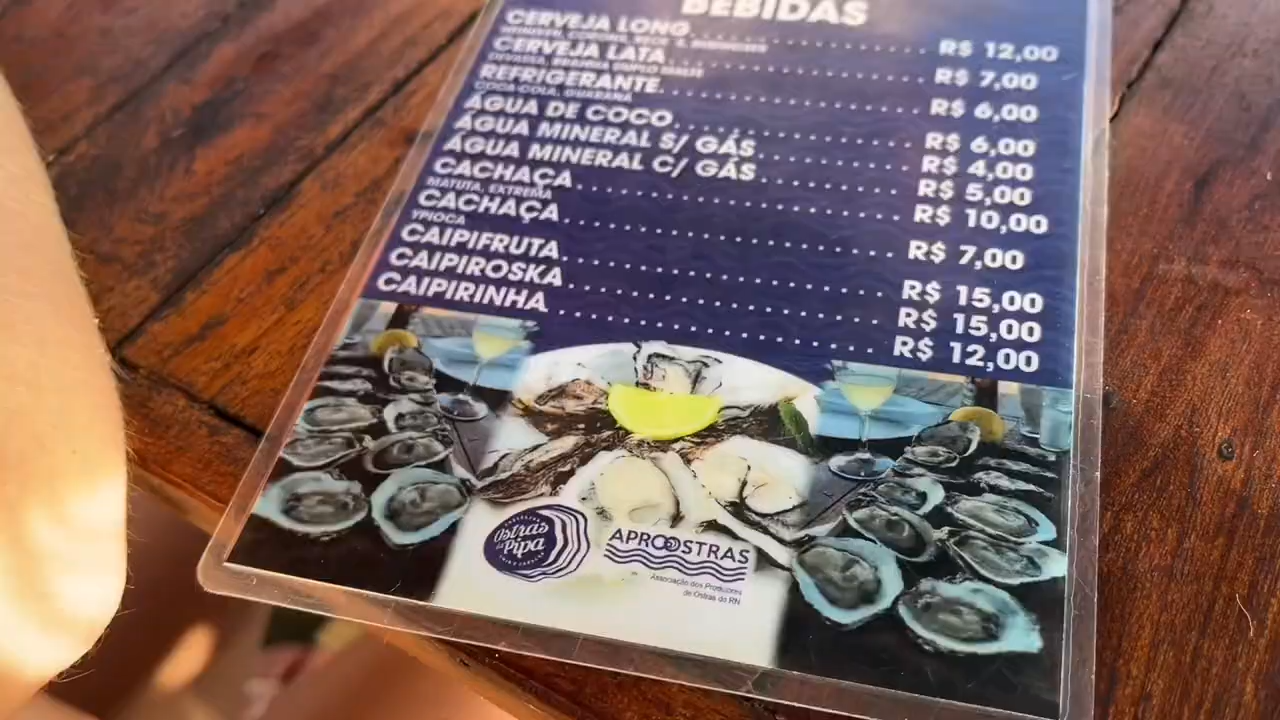 BEBIDAS
CERVEJA LONG R$ 12,00
CERVEJA LATA R$ 7,00
REFRIGERANTE R$ 6,00
COCA-COLA, GUARANÁ
ÁGUA DE COCO R$ 6,00
ÁGUA MINERAL S/ GÁS R$ 4,00
ÁGUA MINERAL C/ GÁS R$ 5,00
CACHAÇA R$ 10,00
MATUTA, EXTREMA
CACHAÇA R$ 7,00
YPIOCA
CAIPIFRUTA R$ 15,00
CAIPIROSKA R$ 15,00
CAIPIRINHA R$ 12,00
Ostras
da Pipa
APROOSTRAS
Associação dos Produtores
de Ostras do RN